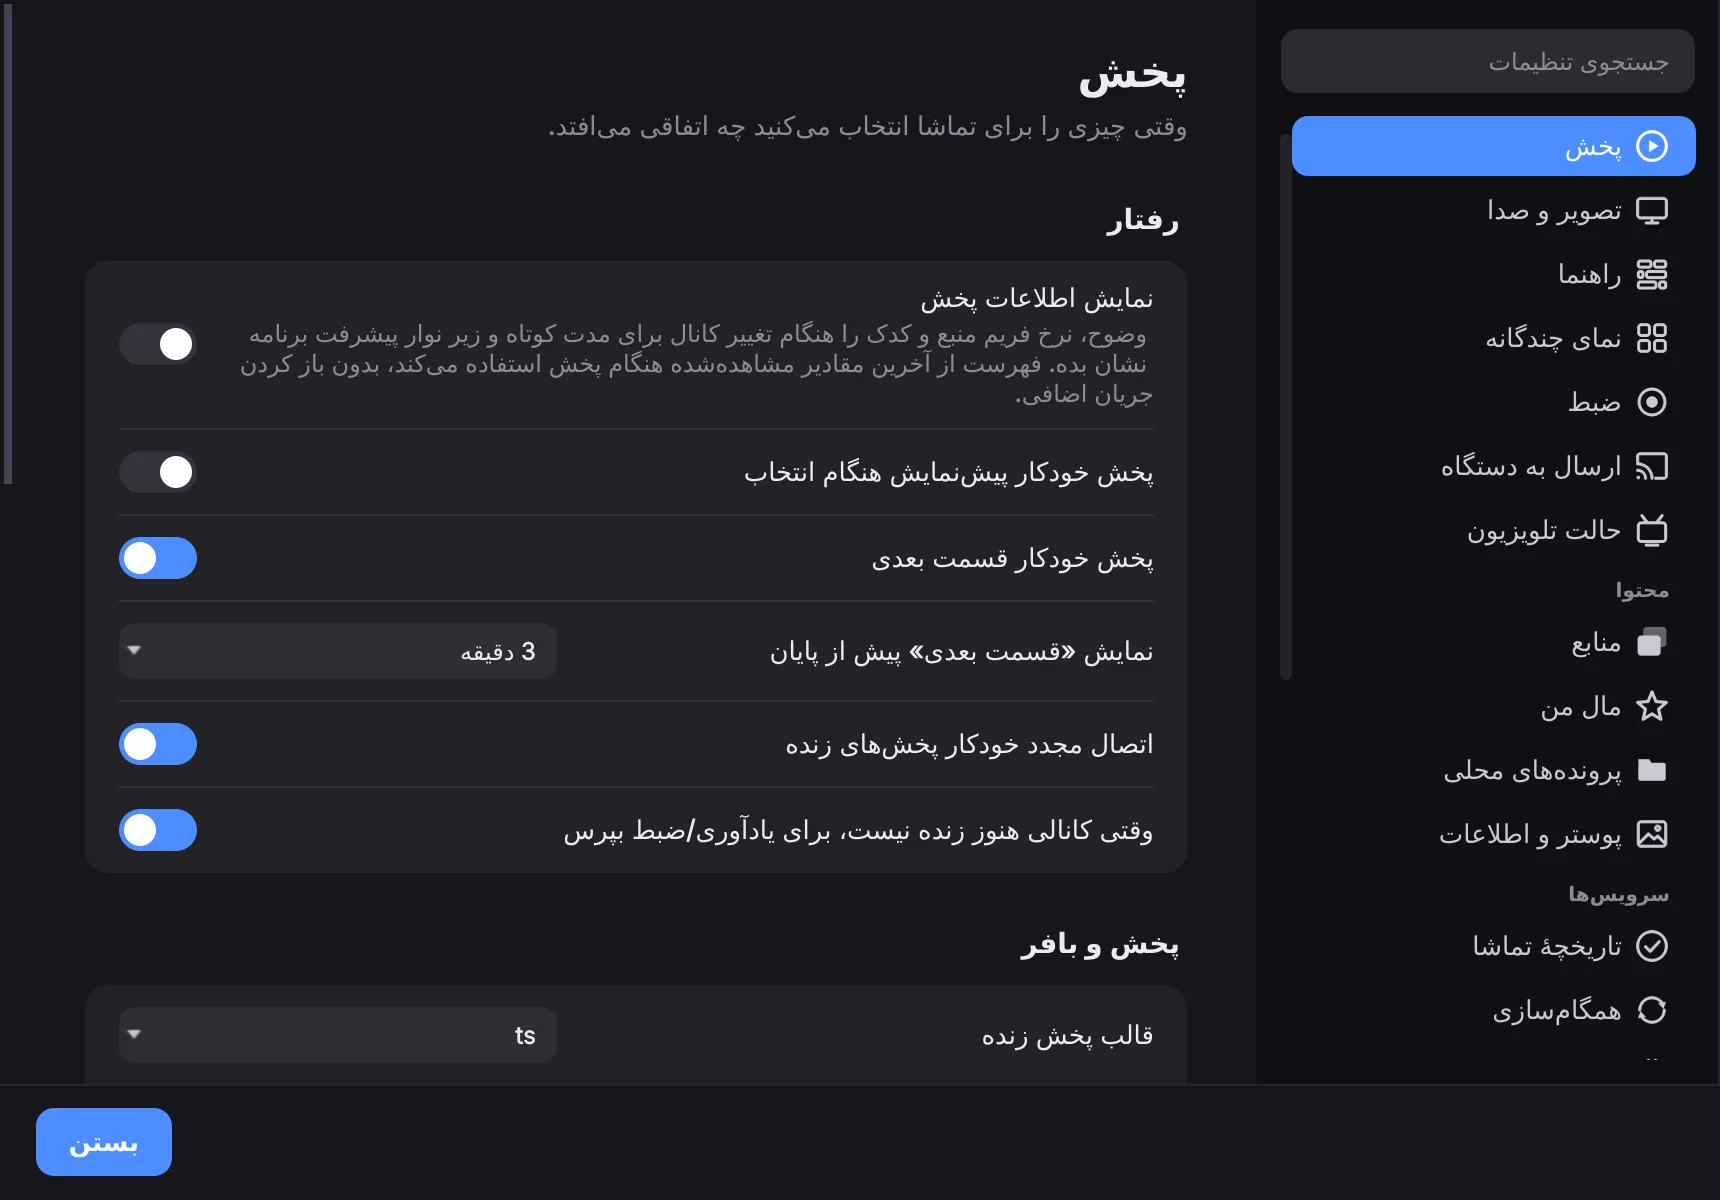 جستجوی تنظیمات
پخش
تصویر و صدا
راهنما
نمای چندگانه
ضبط
ارسال به دستگاه
حالت تلویزیون
محتوا
منابع
مال من
پرونده‌های محلی
پوستر و اطلاعات
سرویس‌ها
تاریخچهٔ تماشا
همگام‌سازی
پخش
وقتی چیزی را برای تماشا انتخاب می‌کنید چه اتفاقی می‌افتد.
رفتار
نمایش اطلاعات پخش
وضوح، نرخ فریم منبع و کدک را هنگام تغییر کانال برای مدت کوتاه و زیر نوار پیشرفت برنامه
نشان بده. فهرست از آخرین مقادیر مشاهده‌شده هنگام پخش استفاده می‌کند، بدون باز کردن
جریان اضافی.
پخش خودکار پیش‌نمایش هنگام انتخاب
پخش خودکار قسمت بعدی
نمایش «قسمت بعدی» پیش از پایان
3 دقیقه
اتصال مجدد خودکار پخش‌های زنده
وقتی کانالی هنوز زنده نیست، برای یادآوری/ضبط بپرس
پخش و بافر
قالب پخش زنده
ts
بستن